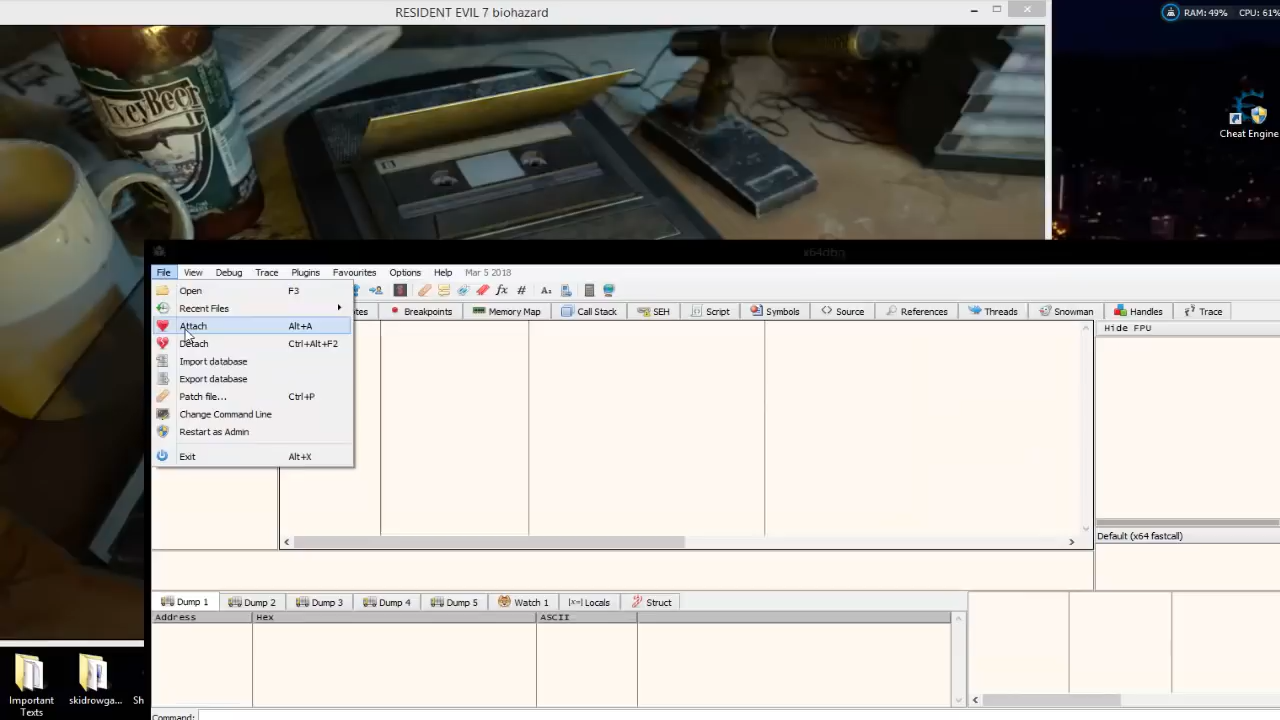 RESIDENT EVIL 7 biohazard
RAM: 49% CPU: 61%
Cheat Engine
x64dbg
File View Debug Trace Plugins Favourites Options Help Mar 5 2018
Open F3
Recent Files
Attach Alt+A
Detach Ctrl+Alt+F2
Import database
Export database
Patch file... Ctrl+P
Change Command Line
Restart as Admin
Exit Alt+X
Breakpoints Memory Map Call Stack SEH Script Symbols Source References Threads Snowman Handles Trace
Hide FPU
Default (x64 fastcall)
Dump 1 Dump 2 Dump 3 Dump 4 Dump 5 Watch 1 Locals Struct
Address Hex ASCII
Important Texts
skidrowga...
Sh
Command: